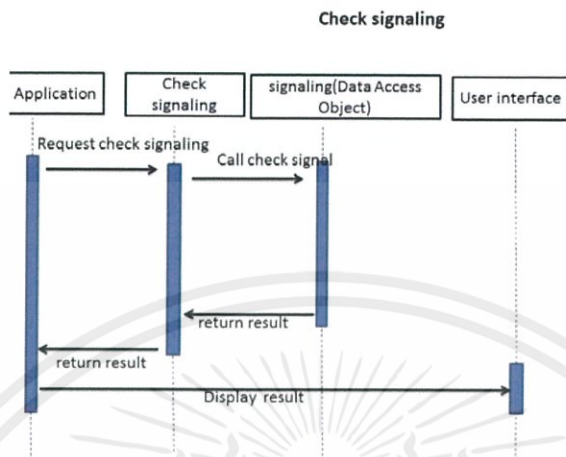 Check signaling
Application
Check
signaling
signaling(Data Access
Object)
User interface
Request check signaling
Call check signal
return result
return result
Display result